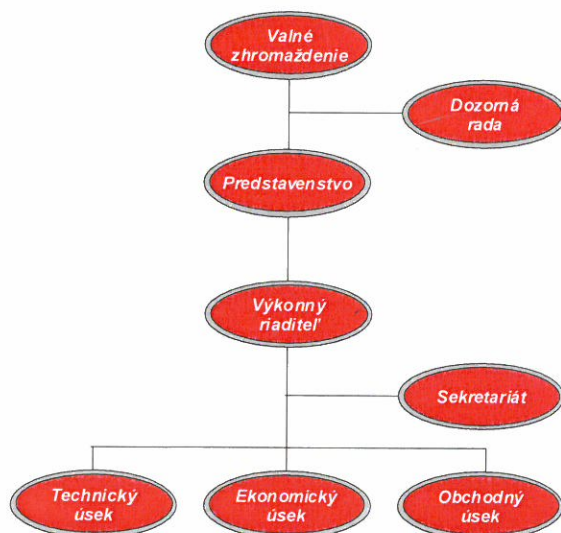 Valné
zhromaždenie
Dozorná
rada
Predstavenstvo
Výkonný
riaditeľ
Sekretariát
Technický
úsek
Ekonomický
úsek
Obchodný
úsek